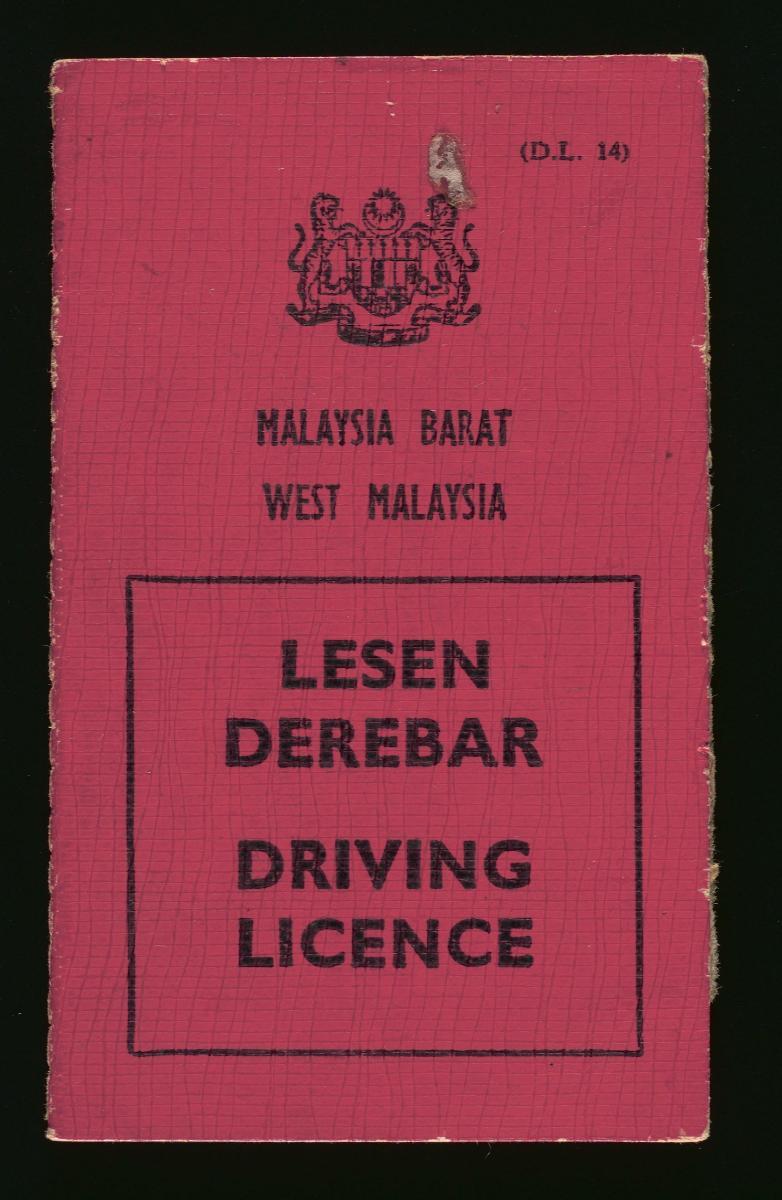 (D.L. 14)
MALAYSIA BARAT
WEST MALAYSIA
LESEN
DEREBAR
DRIVING
LICENCE